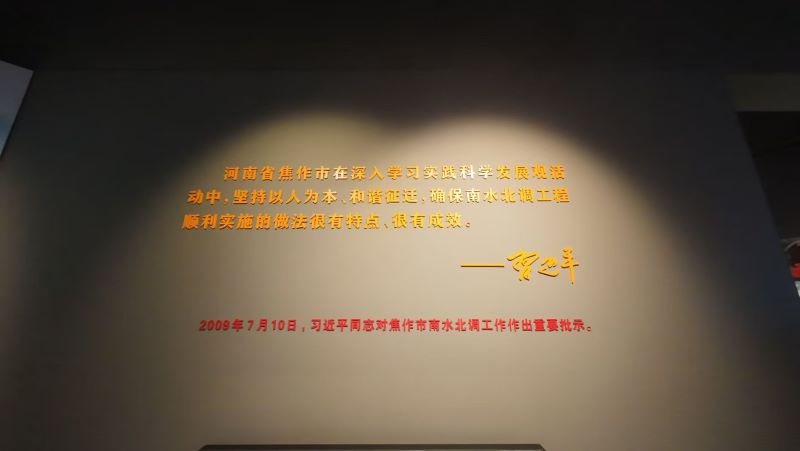 河南省焦作市在深入学习实践科学发展观活
动中,坚持以人为本、和谐征迁,确保南水北调工程
顺利实施的做法很有特点、很有成效。
——习近平
2009年7月10日,习近平同志对焦作市南水北调工作作出重要批示。